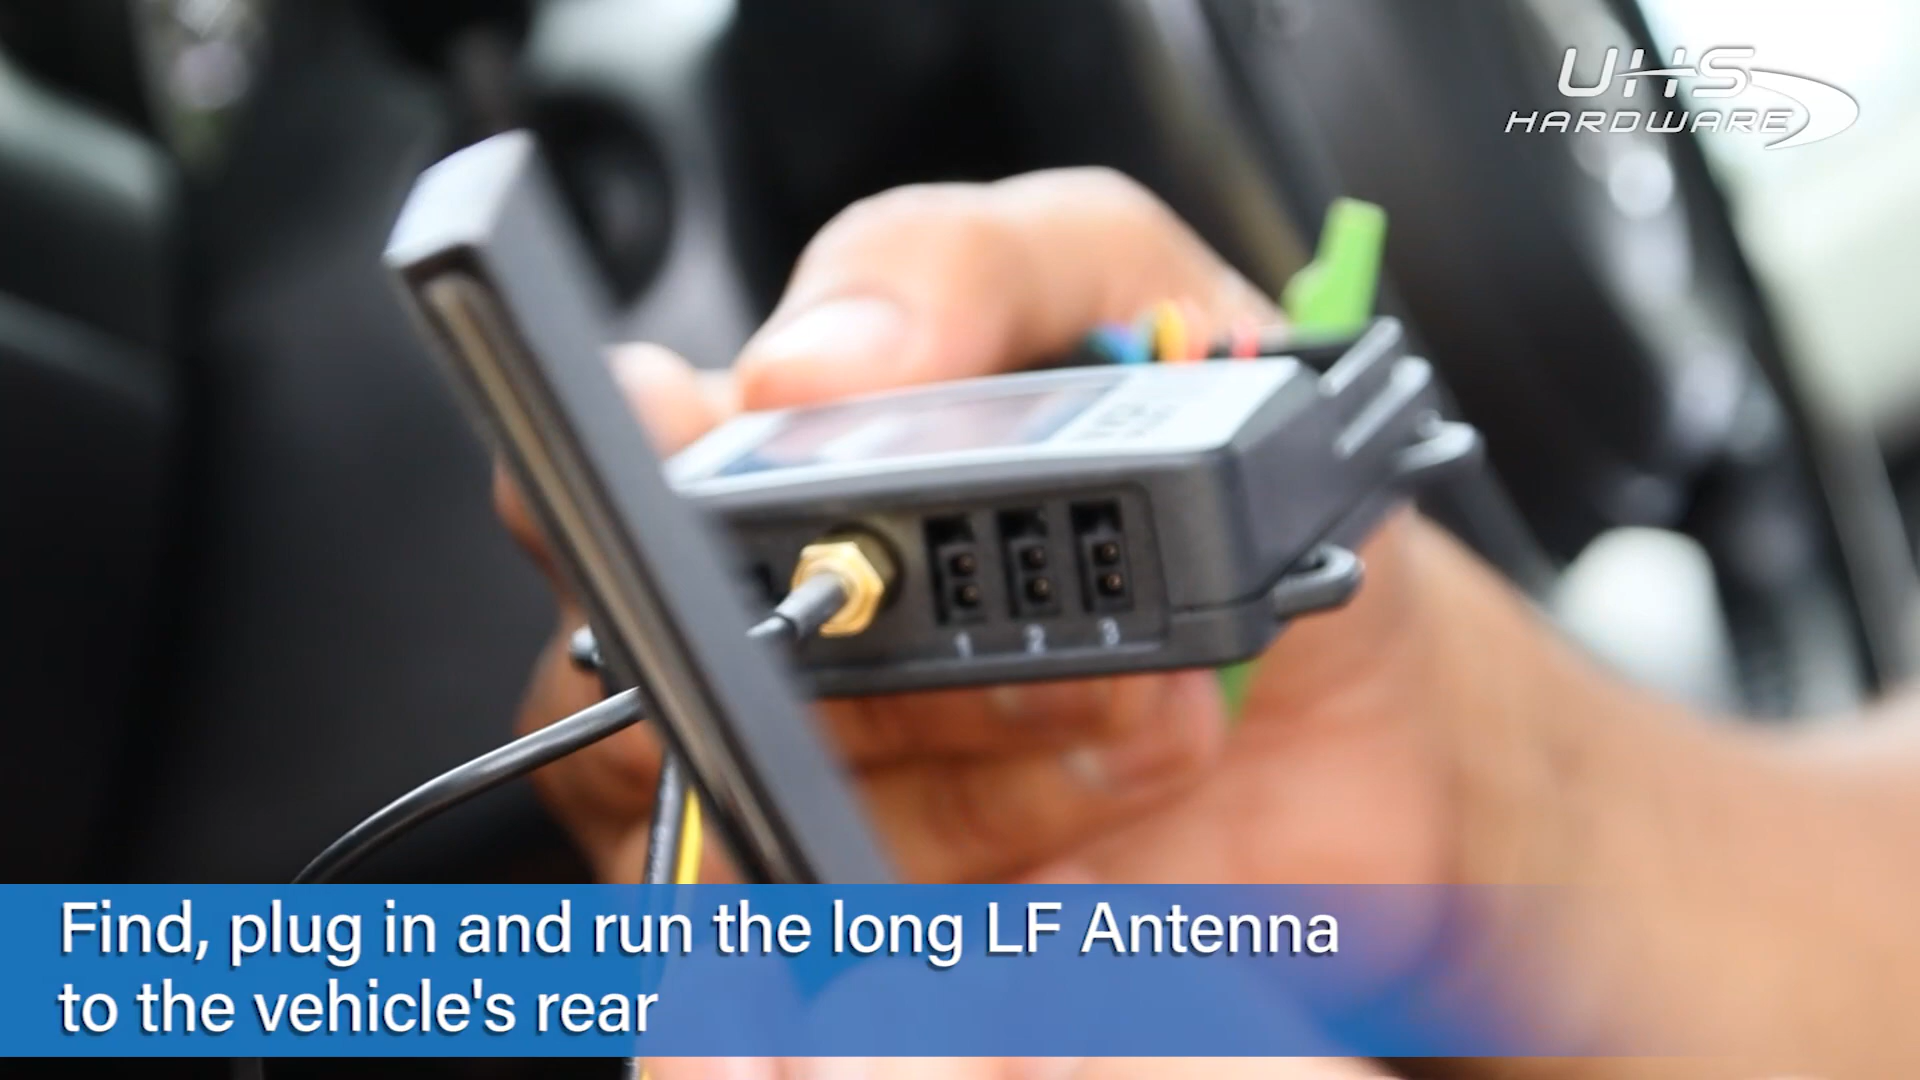 UHS
HARDWARE
1 2 3
Find, plug in and run the long LF Antenna
to the vehicle's rear